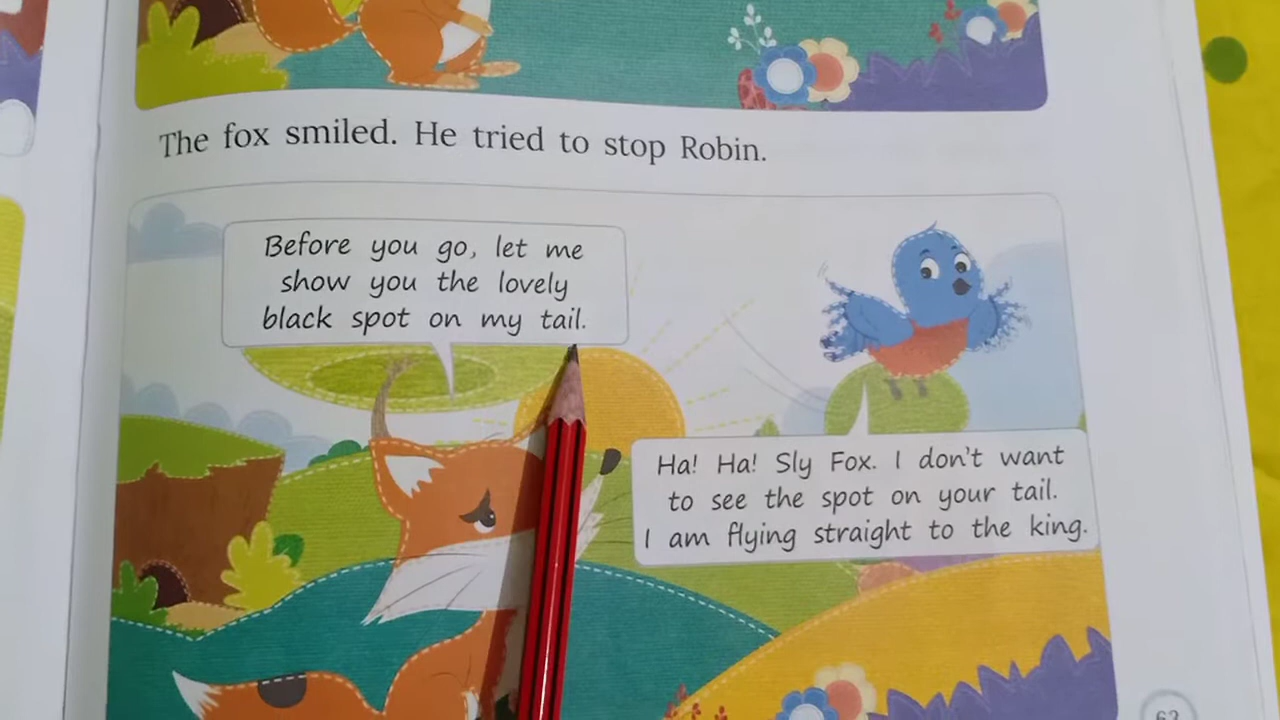 The fox smiled. He tried to stop Robin.
Before you go, let me
show you the lovely
black spot on my tail.
Ha! Ha! Sly Fox. I don't want
to see the spot on your tail.
I am flying straight to the king.